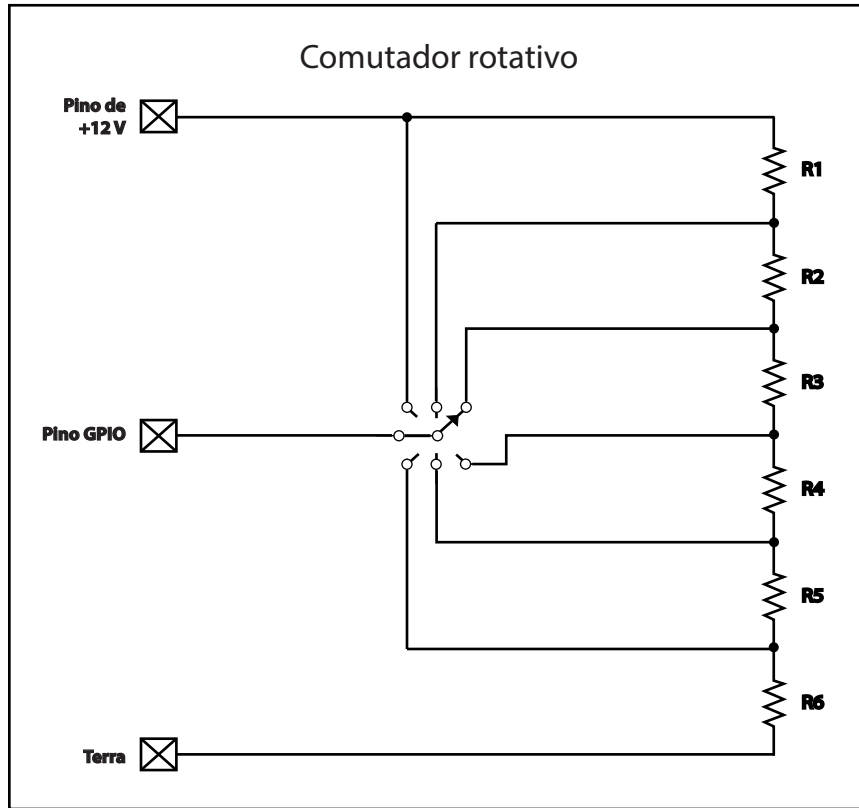 Comutador rotativo
Pino de
+12 V
R1
R2
R3
Pino GPIO
R4
R5
R6
Terra